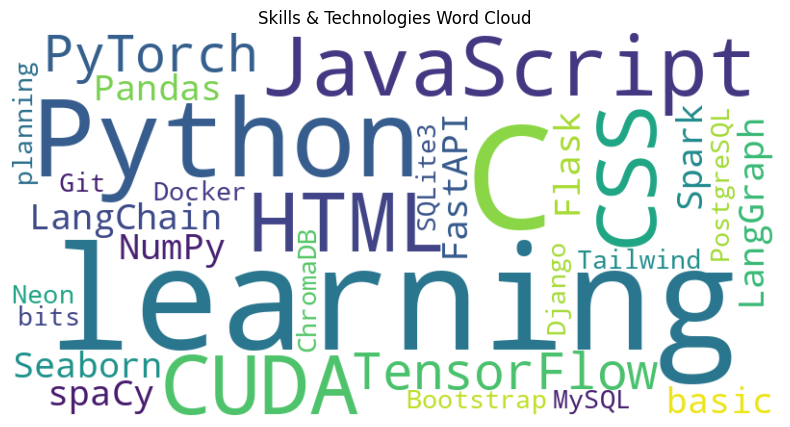 Skills & Technologies Word Cloud
PyTorch
JavaScript
Pandas
planning
Python
C
CSS
Spark
PostgreSQL
LangGraph
Flask
FastAPI
SQLite3
Git
Docker
LangChain
HTML
NumPy
ChromaDB
learning
Django
Tailwind
Neon
bits
Seaborn
CUDA
TensorFlow
spaCy
Bootstrap
MySQL
basic